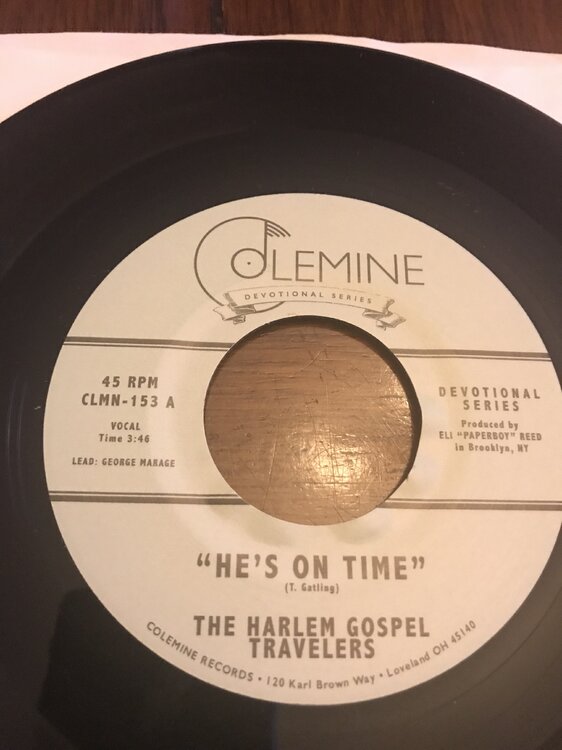 COLEMINE
DEVOTIONAL SERIES
45 RPM
CLMN-153 A
VOCAL
Time 3:46
LEAD: GEORGE MARAGE
DEVOTIONAL
SERIES
Produced by
ELI "PAPERBOY" REED
in Brooklyn, NY
"HE'S ON TIME"
(T. Gatling)
THE HARLEM GOSPEL
TRAVELERS
COLEMINE RECORDS • 120 Karl Brown Way • Loveland OH 45140